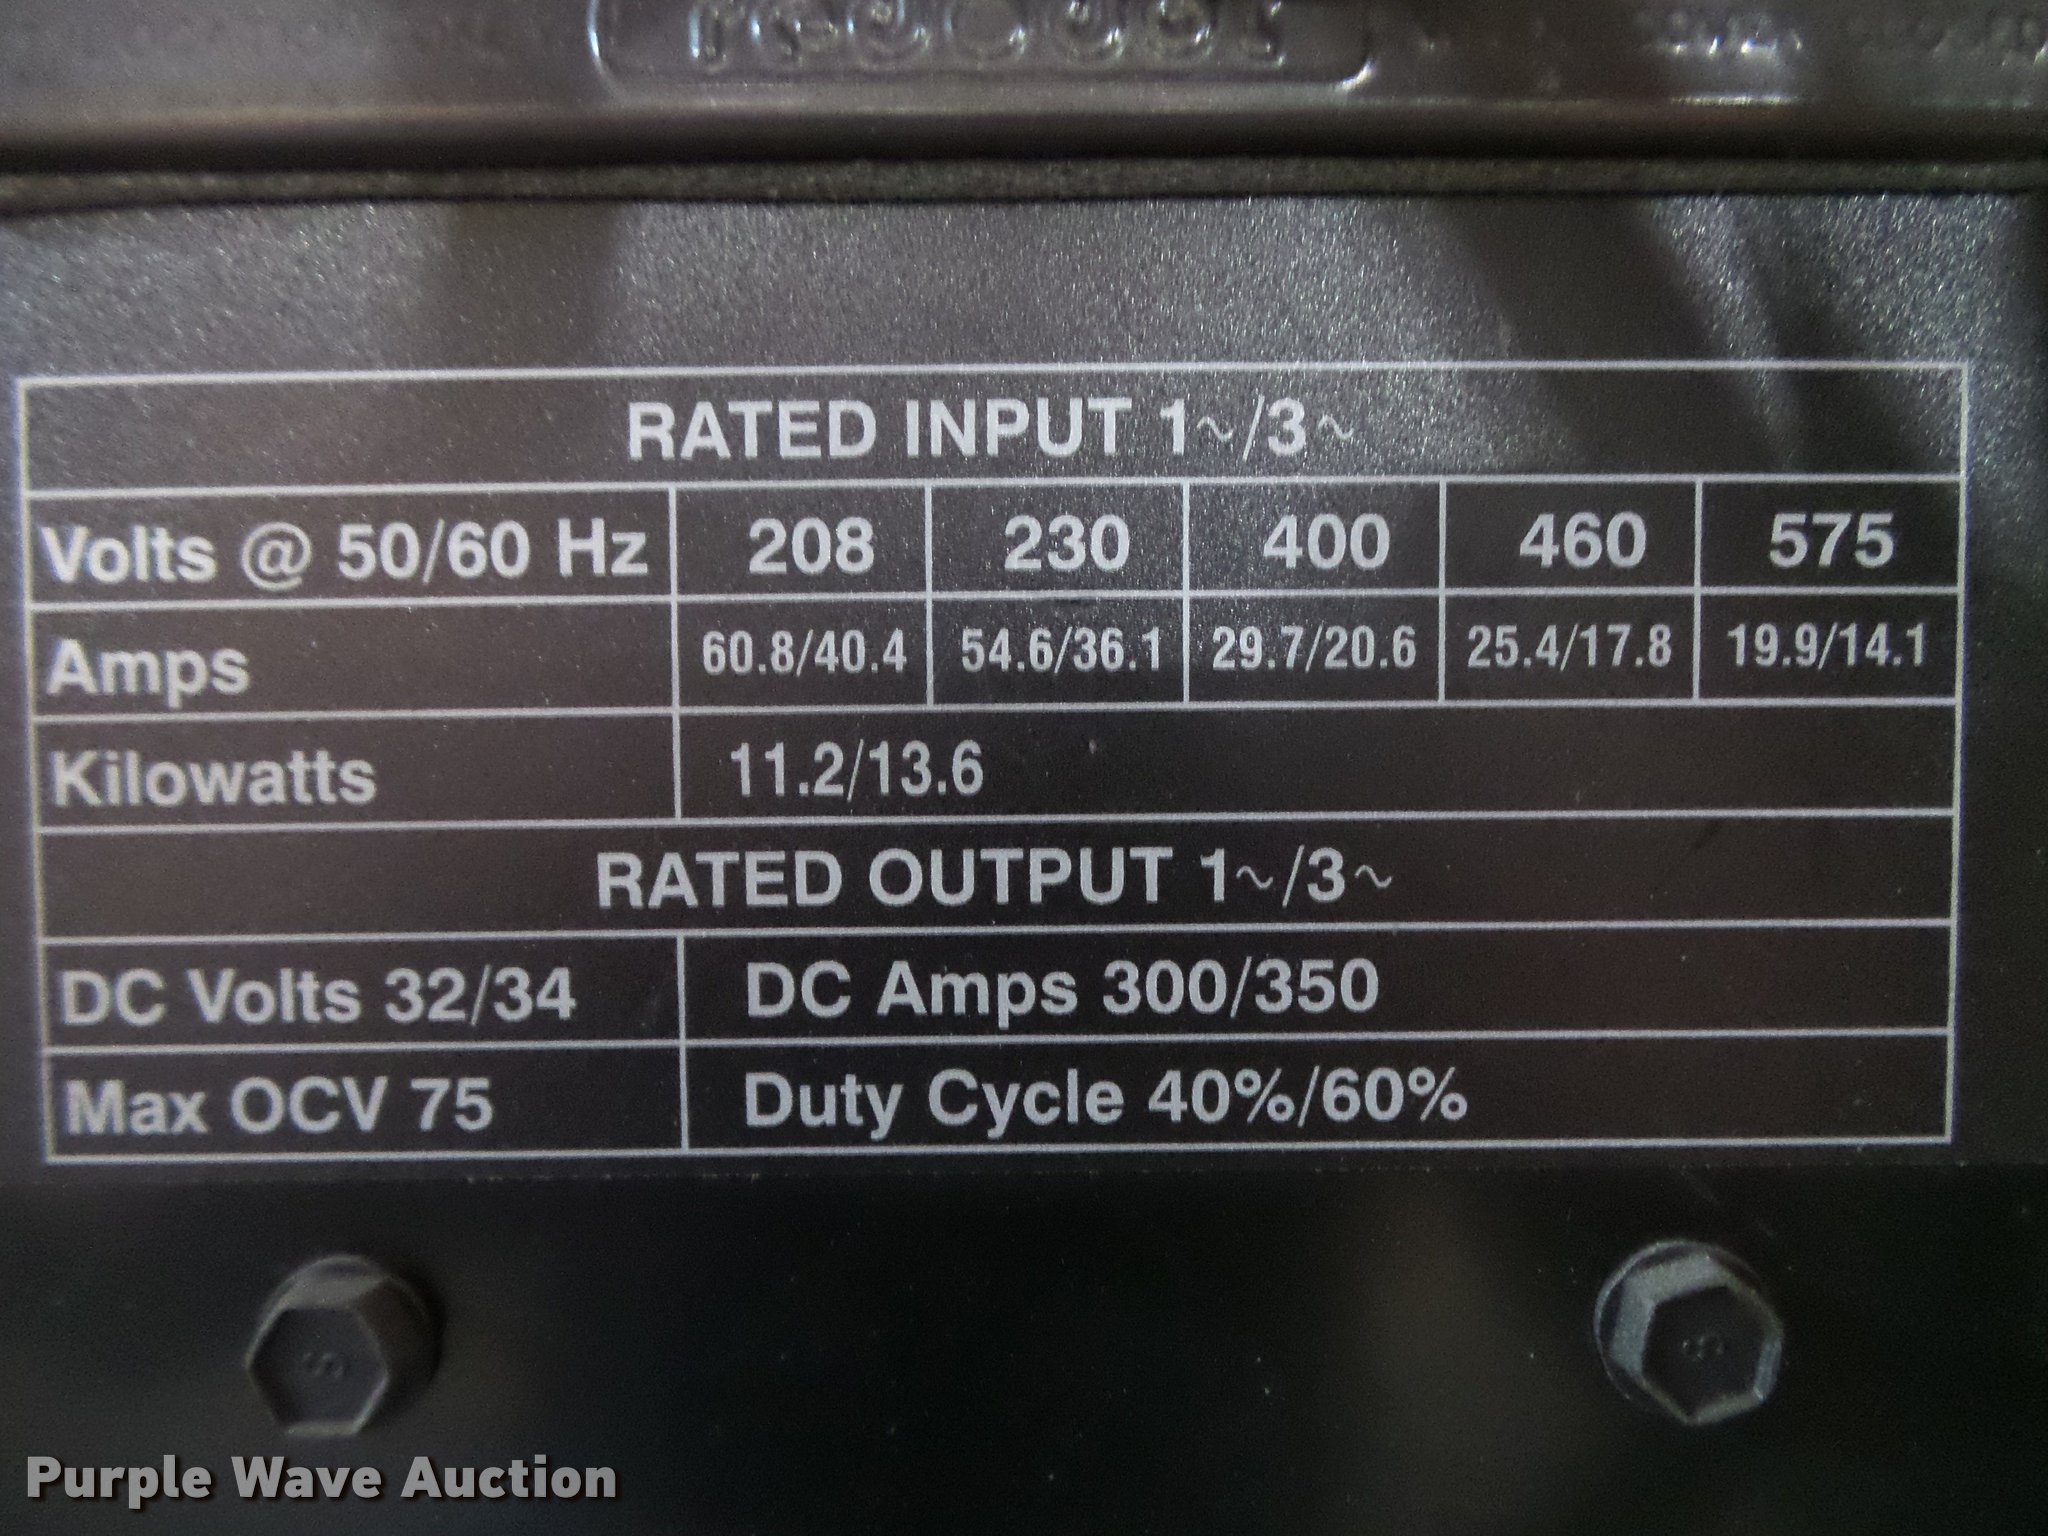 RATED INPUT 1~/3~
Volts @ 50/60 Hz 208 230 400 460 575
Amps 60.8/40.4 54.6/36.1 29.7/20.6 25.4/17.8 19.9/14.1
Kilowatts 11.2/13.6
RATED OUTPUT 1~/3~
DC Volts 32/34 DC Amps 300/350
Max OCV 75 Duty Cycle 40%/60%
S S
Purple Wave Auction